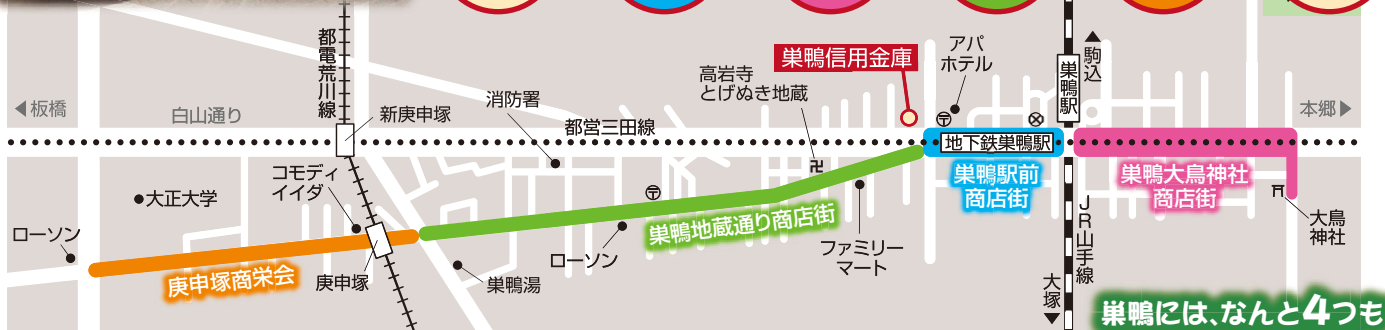 都電荒川線
アパ
ホテル
巣鴨信用金庫
駒込
巣鴨駅
高岩寺
とげぬき地蔵
板橋
白山通り
新庚申塚
消防署
都営三田線
本郷
地下鉄巣鴨駅
コモディ
イイダ
大正大学
巣鴨駅前
商店街
巣鴨大鳥神社
商店街
巣鴨地蔵通り商店街
ローソン
ローソン
ファミリー
マート
JR山手線
大鳥
神社
庚申塚商栄会
庚申塚
巣鴨湯
大塚
巣鴨には、なんと4つも